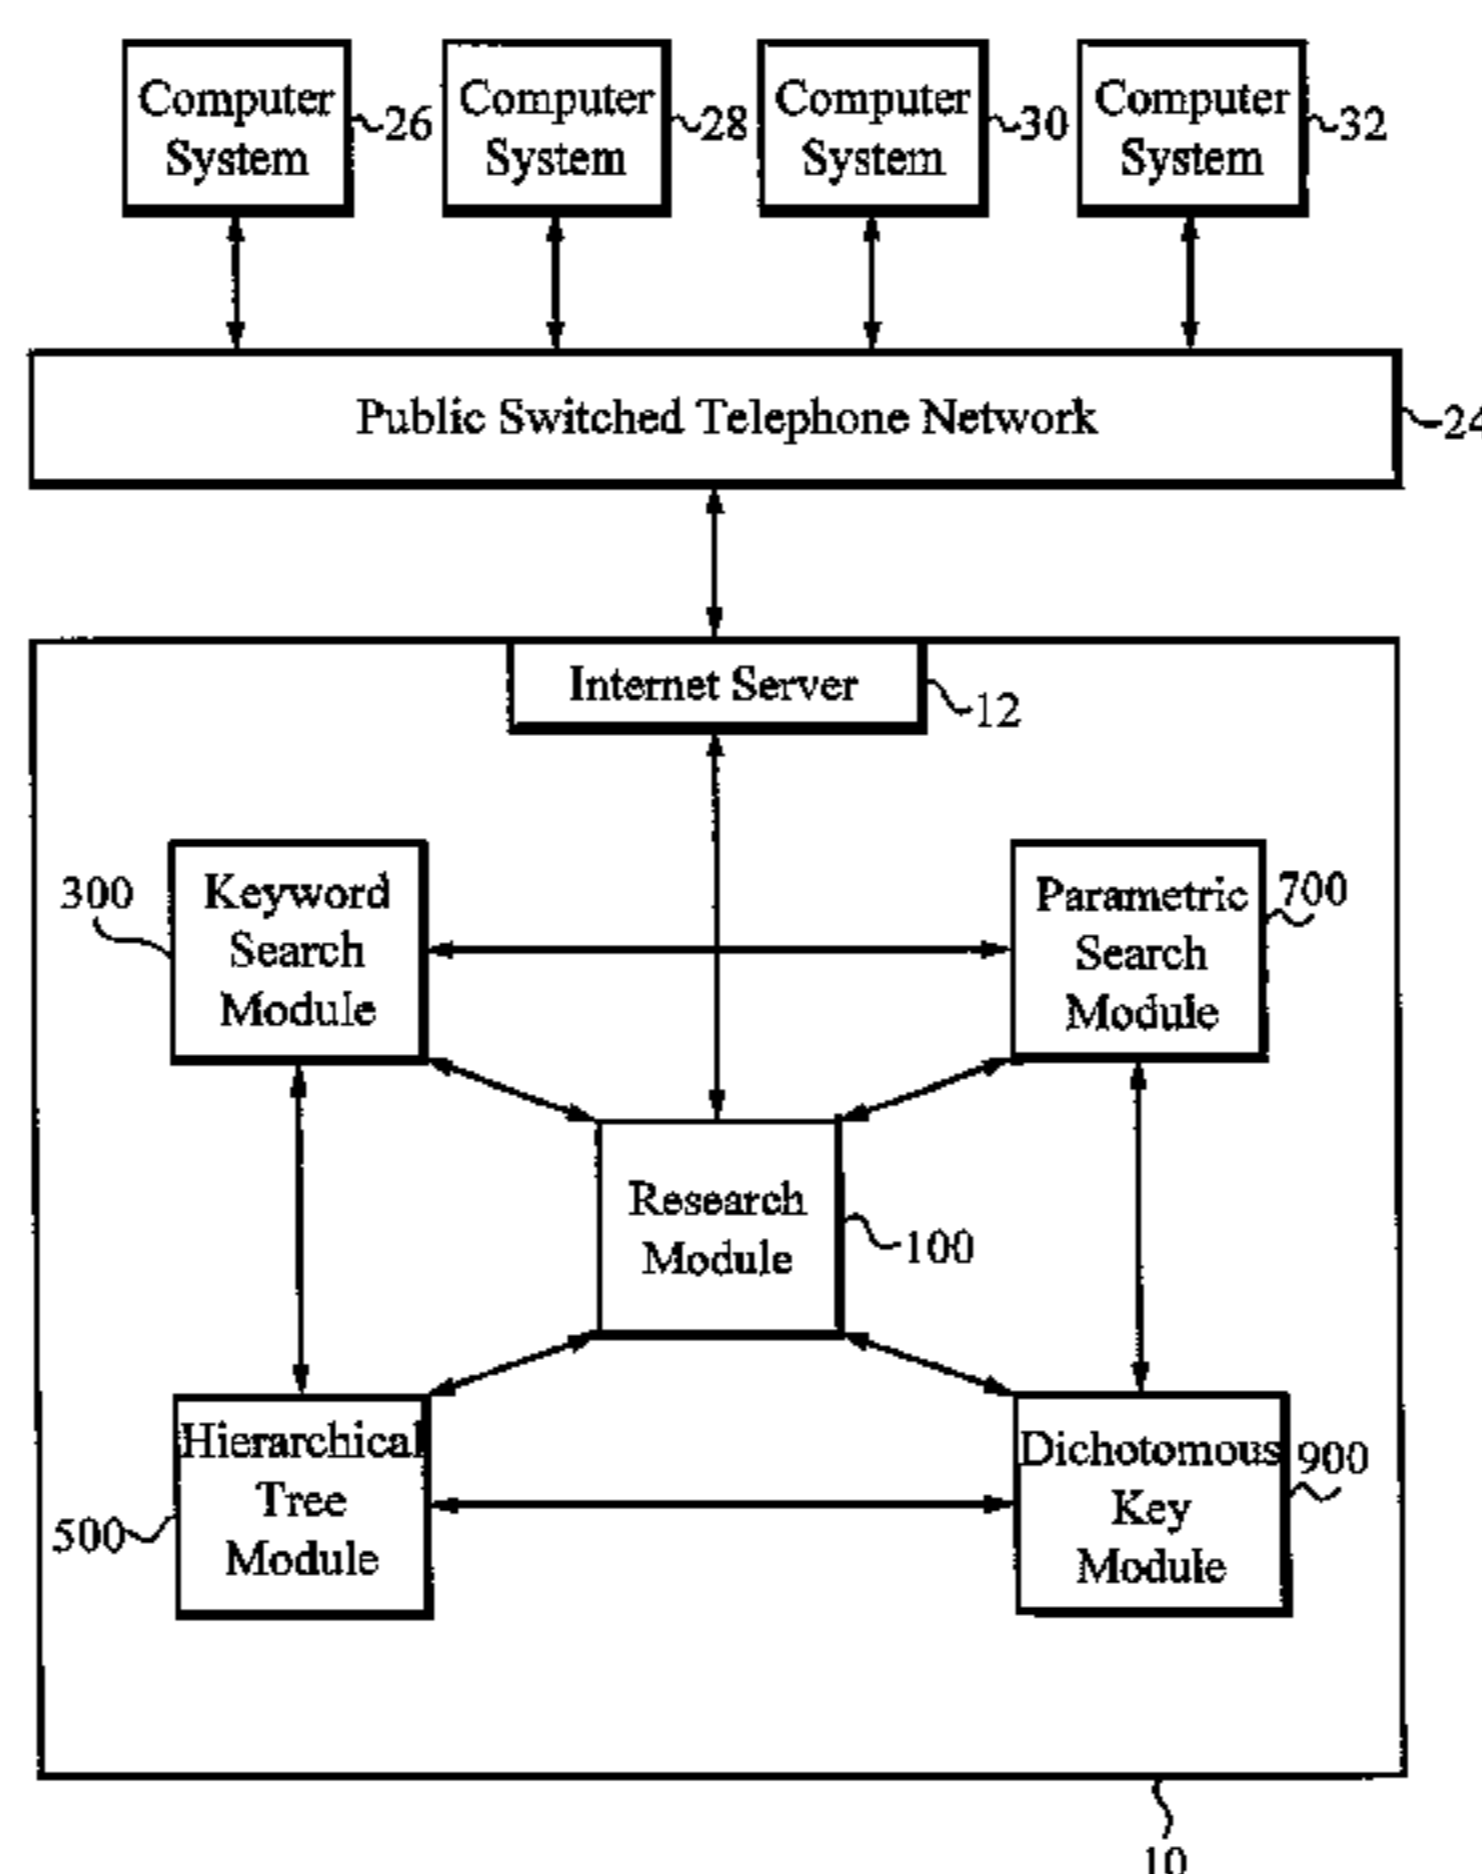 Computer
System
26
Computer
System
28
Computer
System
30
Computer
System
32
Public Switched Telephone Network
24
Internet Server
12
300
Keyword
Search
Module
Parametric
Search
Module
700
Research
Module
100
Hierarchical
Tree
Module
500
Dichotomous
Key
Module
900
10